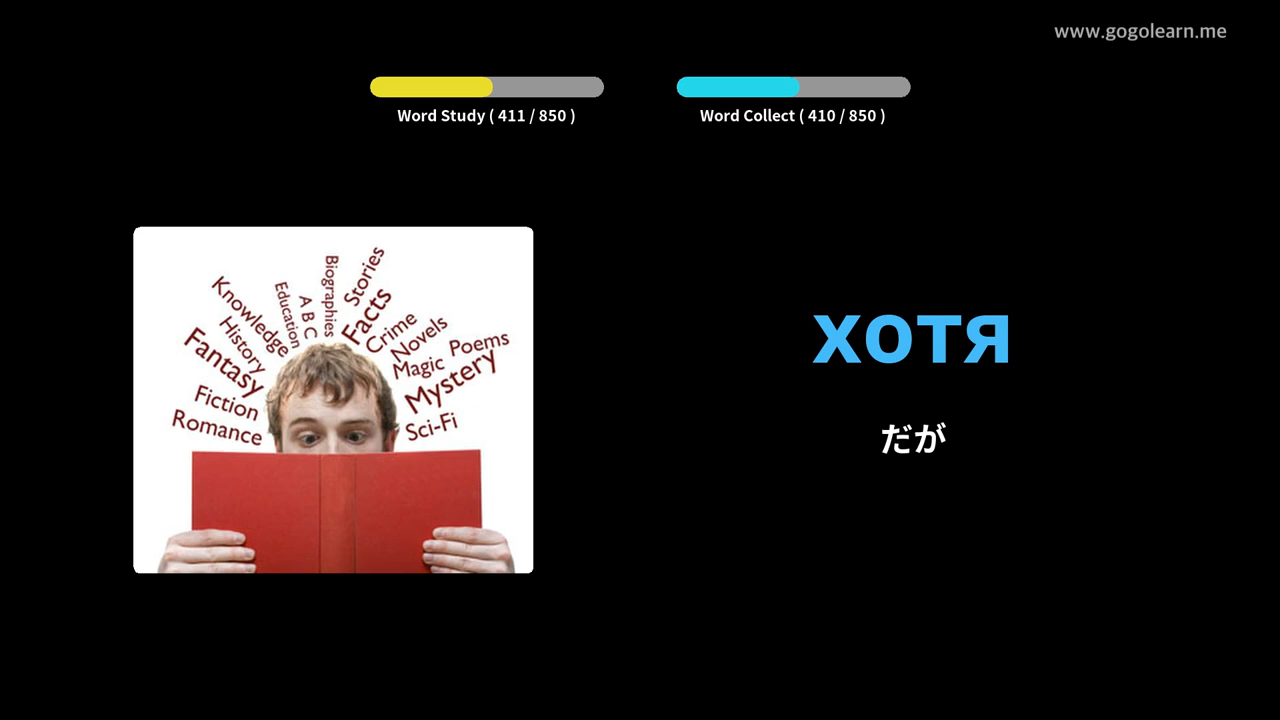 www.gogolearn.me
Word Study ( 411 / 850 )
Word Collect ( 410 / 850 )
Knowledge
Education
A B C
Biographies
Stories
Facts
Crime
Novels
Poems
Magic
Mystery
Sci-Fi
History
Fantasy
Fiction
Romance
хотя
だが